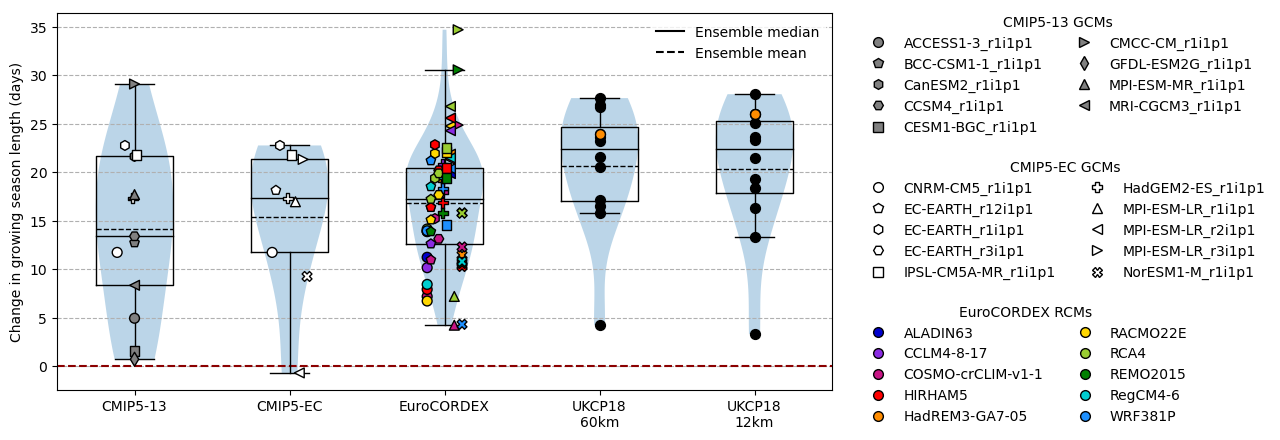 Change in growing season length (days)
35
30
25
20
15
10
5
0
Ensemble median
Ensemble mean
CMIP5-13
CMIP5-EC
EuroCORDEX
UKCP18
60km
UKCP18
12km
CMIP5-13 GCMs
ACCESS1-3_r1i1p1
BCC-CSM1-1_r1i1p1
CanESM2_r1i1p1
CCSM4_r1i1p1
CESM1-BGC_r1i1p1
CMCC-CM_r1i1p1
GFDL-ESM2G_r1i1p1
MPI-ESM-MR_r1i1p1
MRI-CGCM3_r1i1p1
CMIP5-EC GCMs
CNRM-CM5_r1i1p1
EC-EARTH_r12i1p1
EC-EARTH_r1i1p1
EC-EARTH_r3i1p1
IPSL-CM5A-MR_r1i1p1
HadGEM2-ES_r1i1p1
MPI-ESM-LR_r1i1p1
MPI-ESM-LR_r2i1p1
MPI-ESM-LR_r3i1p1
NorESM1-M_r1i1p1
EuroCORDEX RCMs
ALADIN63
CCLM4-8-17
COSMO-crCLIM-v1-1
HIRHAM5
HadREM3-GA7-05
RACMO22E
RCA4
REMO2015
RegCM4-6
WRF381P